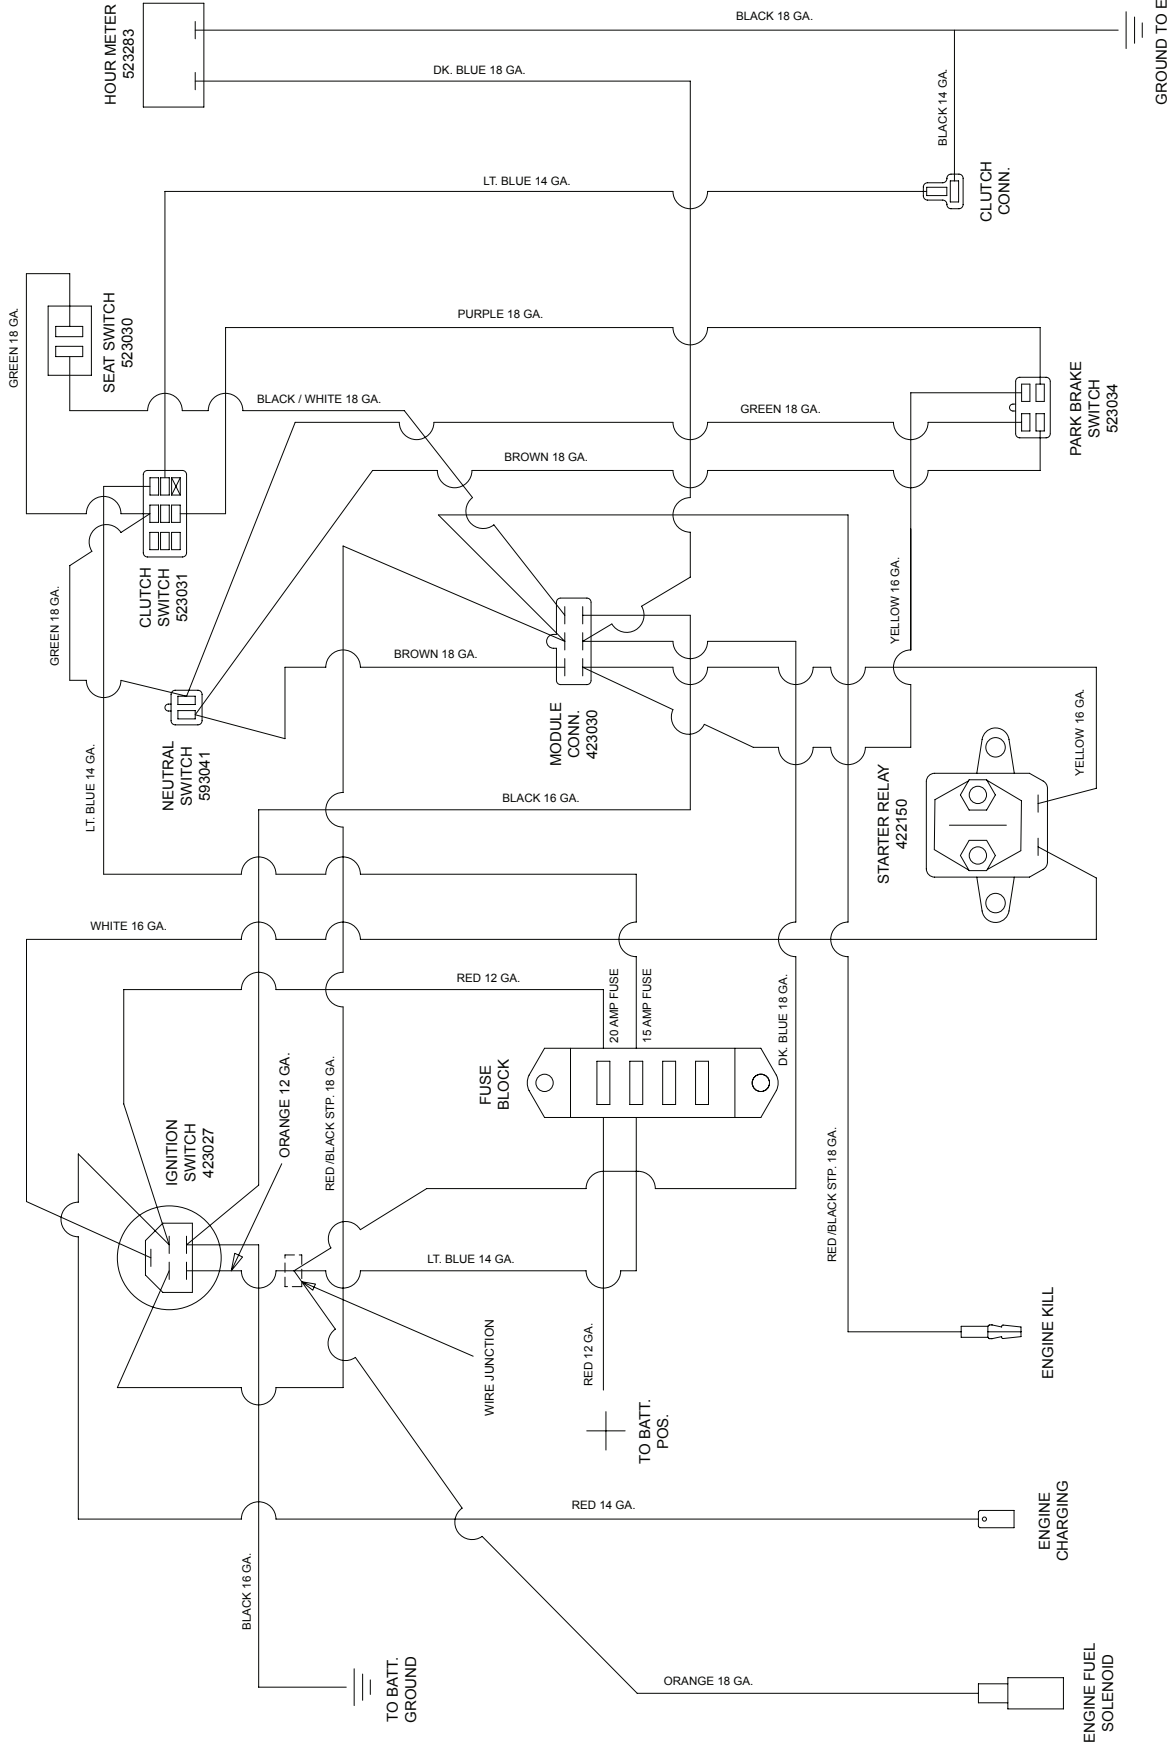 HOUR METER
523283
BLACK 18 GA.
DK. BLUE 18 GA.
BLACK 14 GA.
GROUND TO E
CLUTCH
CONN.
LT. BLUE 14 GA.
GREEN 18 GA.
SEAT SWITCH
523030
PURPLE 18 GA.
BLACK / WHITE 18 GA.
GREEN 18 GA.
BROWN 18 GA.
PARK BRAKE
SWITCH
523034
CLUTCH
SWITCH
523031
GREEN 18 GA.
BROWN 18 GA.
YELLOW 16 GA.
NEUTRAL
SWITCH
593041
MODULE
CONN.
423030
LT. BLUE 14 GA.
BLACK 16 GA.
YELLOW 16 GA.
STARTER RELAY
422150
WHITE 16 GA.
RED 12 GA.
20 AMP FUSE
15 AMP FUSE
DK. BLUE 18 GA.
FUSE
BLOCK
IGNITION
SWITCH
423027
ORANGE 12 GA.
RED /BLACK STP. 18 GA.
RED /BLACK STP. 18 GA.
LT. BLUE 14 GA.
WIRE JUNCTION
RED 12 GA.
TO BATT.
POS.
ENGINE KILL
RED 14 GA.
ENGINE
CHARGING
BLACK 16 GA.
TO BATT.
GROUND
ORANGE 18 GA.
ENGINE FUEL
SOLENOID